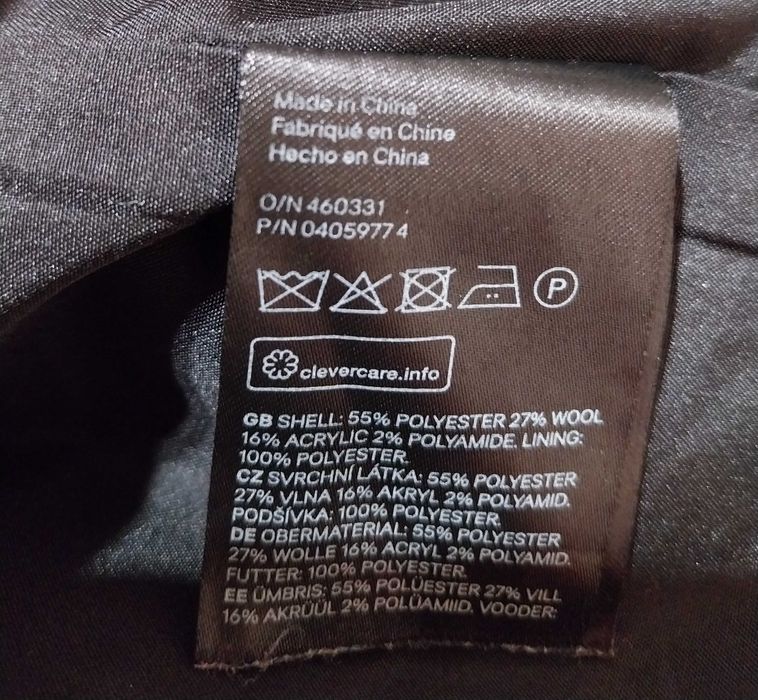 Made in China
Fabriqué en Chine
Hecho en China
O/N 460331
P/N 04059774
P
clevercare.info
GB SHELL: 55% POLYESTER 27% WOOL
16% ACRYLIC 2% POLYAMIDE. LINING:
100% POLYESTER.
CZ SVRCHNÍ LÁTKA: 55% POLYESTER
27% VLNA 16% AKRYL 2% POLYAMID.
PODŠÍVKA: 100% POLYESTER.
DE OBERMATERIAL: 55% POLYESTER
27% WOLLE 16% ACRYL 2% POLYAMID.
FUTTER: 100% POLYESTER.
EE ÜMBRIS: 55% POLÜESTER 27% VILL
16% AKRÜÜL 2% POLÜAMIID. VOODER: